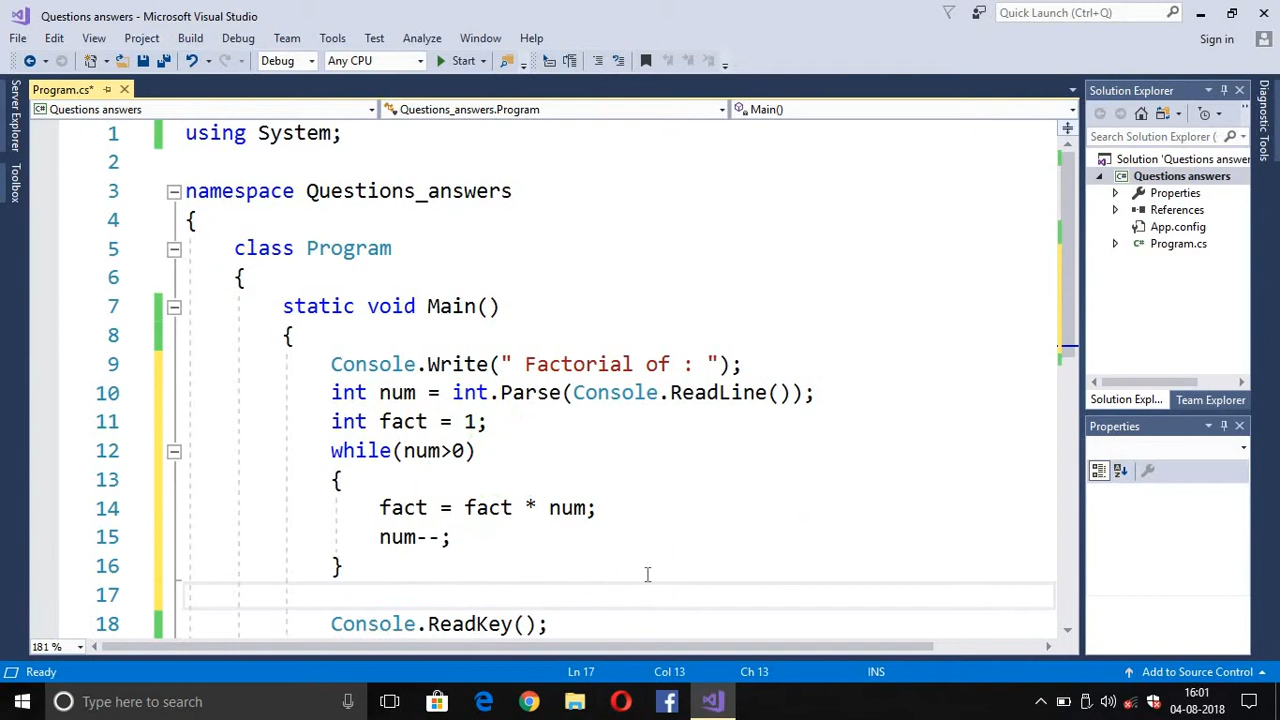 Questions answers - Microsoft Visual Studio
Quick Launch (Ctrl+Q)
File Edit View Project Build Debug Team Tools Test Analyze Window Help
Sign in
Debug Any CPU Start
Server Explorer
Toolbox
Program.cs*
Questions answers Questions_answers.Program Main()
1 using System;
2
3 namespace Questions_answers
4 {
5 class Program
6 {
7 static void Main()
8 {
9 Console.Write(" Factorial of : ");
10 int num = int.Parse(Console.ReadLine());
11 int fact = 1;
12 while(num>0)
13 {
14 fact = fact * num;
15 num--;
16 }
17
18 Console.ReadKey();
181 %
Solution Explorer
Search Solution Explorer (
Solution 'Questions answer
Questions answers
Properties
References
App.config
Program.cs
Solution Expl... Team Explorer
Properties
Diagnostic Tools
Ready Ln 17 Col 13 Ch 13 INS Add to Source Control
Type here to search
16:01
04-08-2018